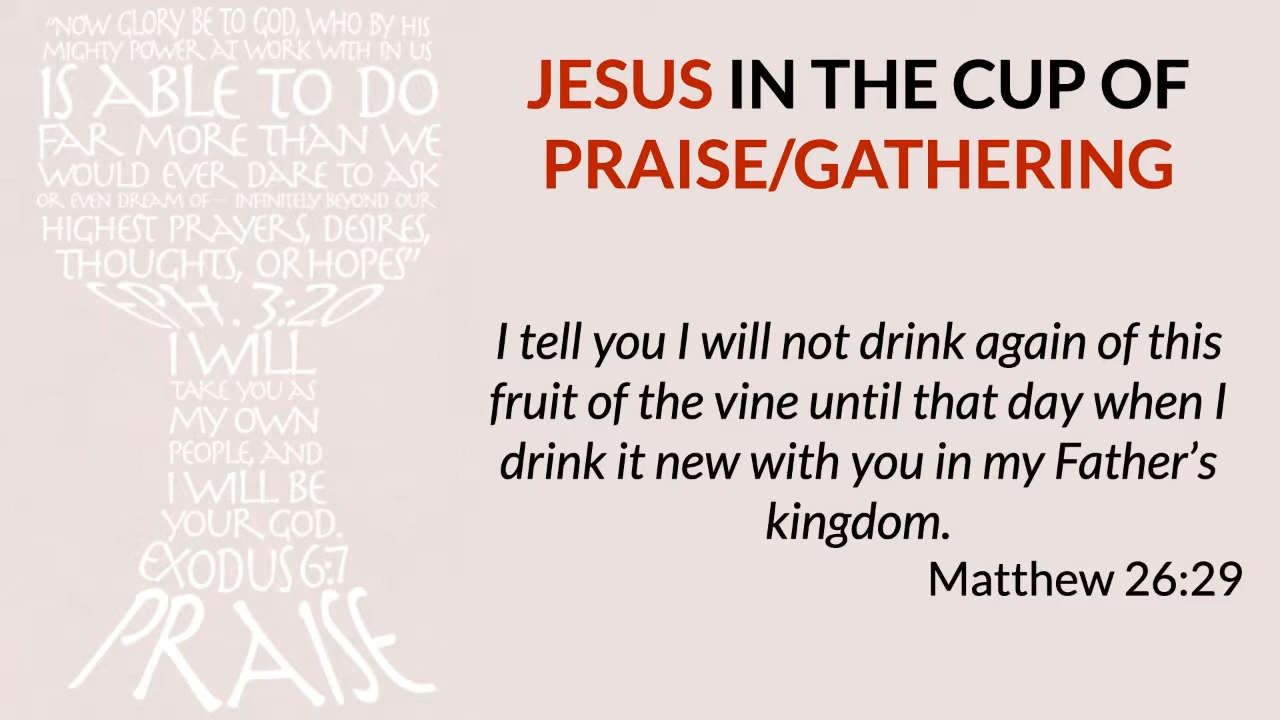 “NOW GLORY BE TO GOD, WHO BY HIS
MIGHTY POWER AT WORK WITH IN US
IS ABLE TO DO
FAR MORE THAN WE
WOULD EVER DARE TO ASK
OR EVEN DREAM OF – INFINITELY BEYOND OUR
HIGHEST PRAYERS, DESIRES,
THOUGHTS, OR HOPES”
EPH. 3:20
I WILL
TAKE YOU AS
MY OWN
PEOPLE, AND
I WILL BE
YOUR GOD.
EXODUS 6:7
PRAISE
JESUS IN THE CUP OF
PRAISE/GATHERING
I tell you I will not drink again of this
fruit of the vine until that day when I
drink it new with you in my Father’s
kingdom.
Matthew 26:29